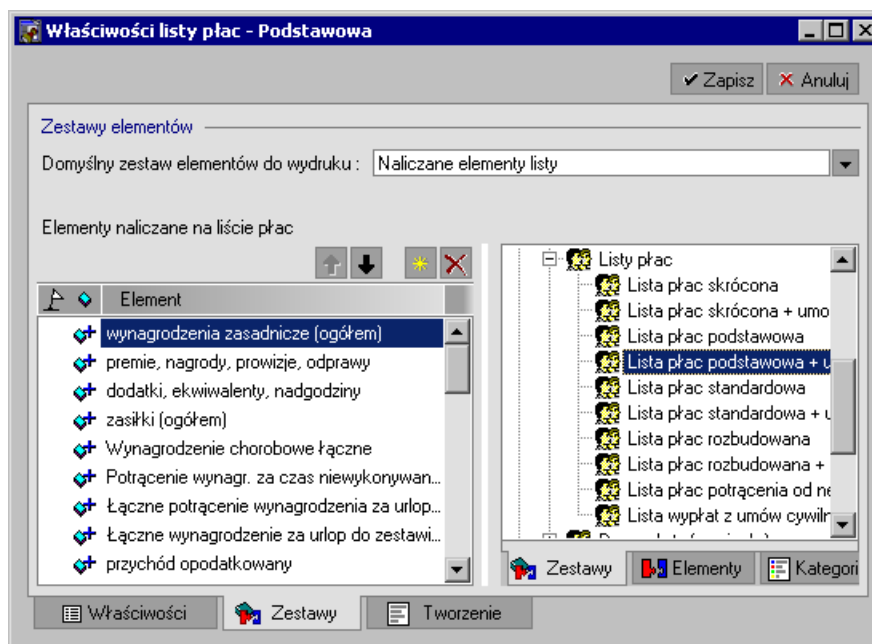 Właściwości listy płac - Podstawowa
Zapisz
Anuluj
Zestawy elementów
Domyślny zestaw elementów do wydruku :
Naliczane elementy listy
Elementy naliczane na liście płac
Element
wynagrodzenia zasadnicze (ogółem)
premie, nagrody, prowizje, odprawy
dodatki, ekwiwalenty, nadgodziny
zasiłki (ogółem)
Wynagrodzenie chorobowe łączne
Potrącenie wynagr. za czas niewykonywan...
Łączne potrącenie wynagrodzenia za urlop...
Łączne wynagrodzenie za urlop do zestawi...
przychód opodatkowany
Listy płac
Lista płac skrócona
Lista płac skrócona + umo
Lista płac podstawowa
Lista płac podstawowa + u
Lista płac standardowa
Lista płac standardowa + u
Lista płac rozbudowana
Lista płac rozbudowana +
Lista płac potrącenia od ne
Lista wypłat z umów cywiln
Zestawy
Elementy
Kategori
Właściwości
Zestawy
Tworzenie